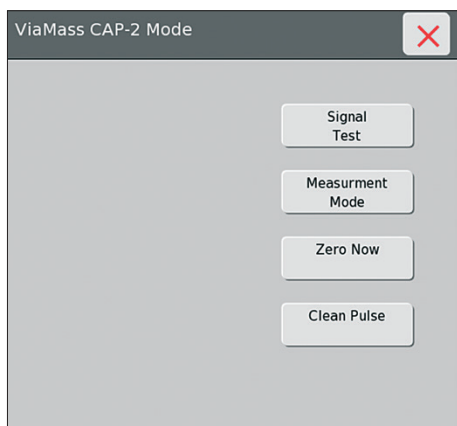 ViaMass CAP-2 Mode
Signal
Test
Measurment
Mode
Zero Now
Clean Pulse